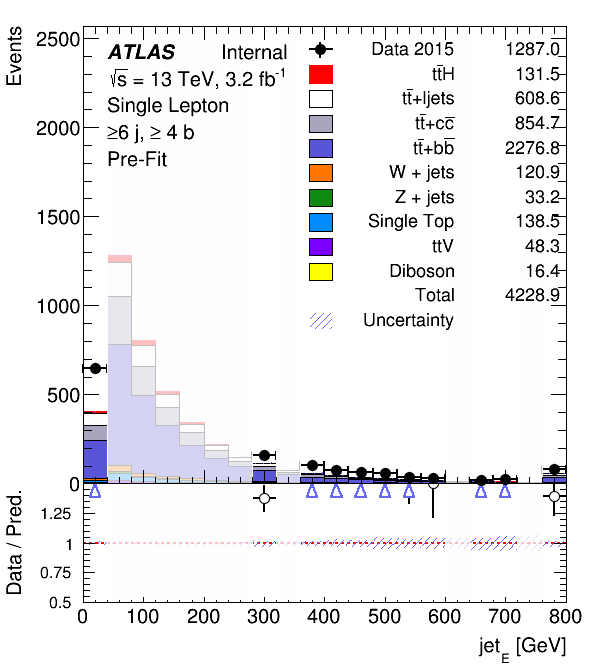 Events
2500
2000
1500
1000
500
0
ATLAS Internal
√s = 13 TeV, 3.2 fb⁻¹
Single Lepton
≥6 j, ≥ 4 b
Pre-Fit
Data 2015 1287.0
tt̄H 131.5
tt̄+ljets 608.6
tt̄+cc̄ 854.7
tt̄+bb̄ 2276.8
W + jets 120.9
Z + jets 33.2
Single Top 138.5
ttV 48.3
Diboson 16.4
Total 4228.9
Uncertainty
Data / Pred.
1.25
1
0.75
0.5
0 100 200 300 400 500 600 700 800
jet_E [GeV]